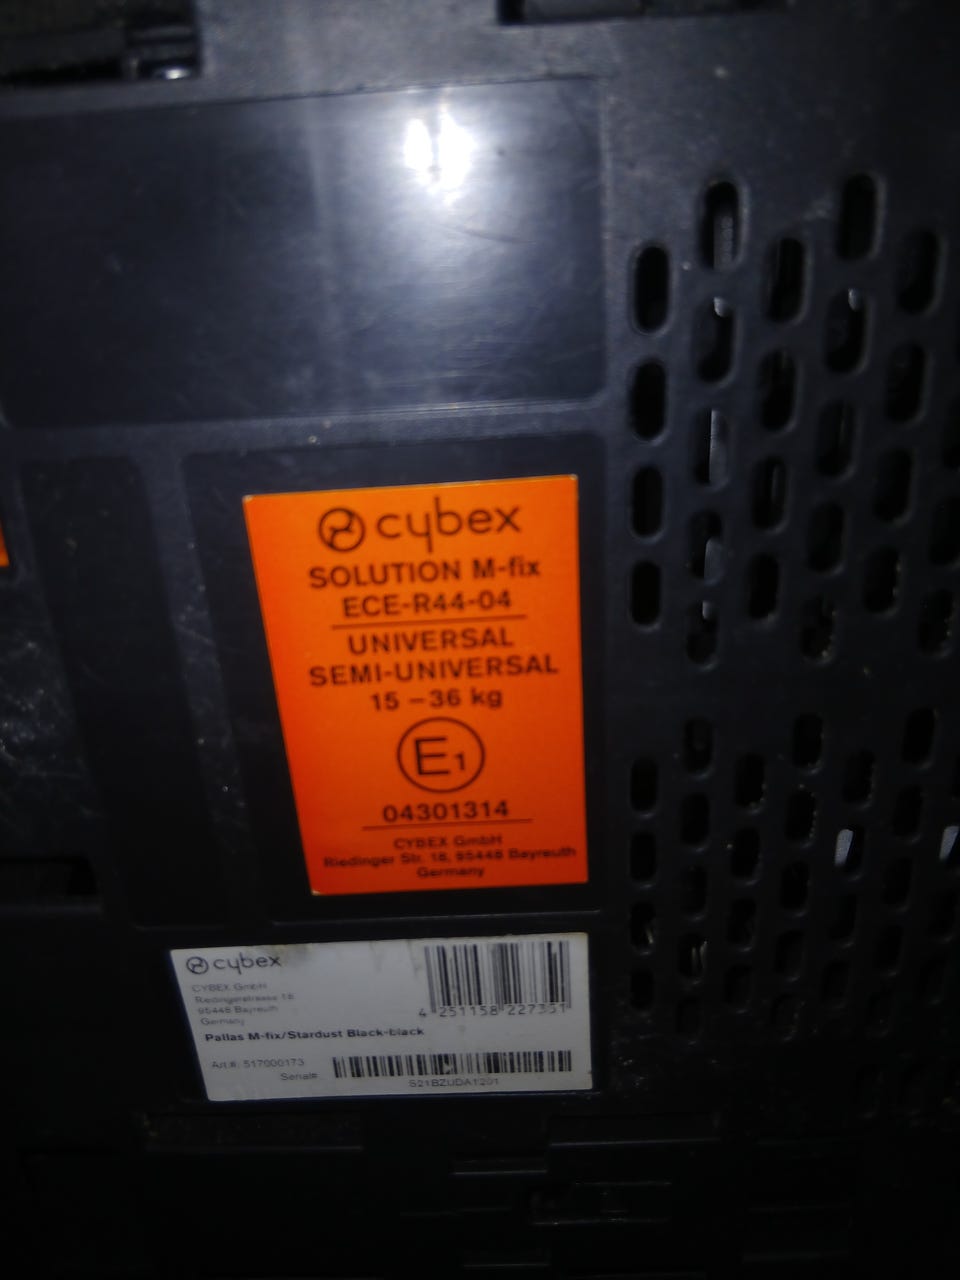 cybex
SOLUTION M-fix
ECE-R44-04
UNIVERSAL
SEMI-UNIVERSAL
15 – 36 kg
E1
04301314
CYBEX GmbH
Riedinger Str. 18, 95448 Bayreuth
Germany
cybex
CYBEX GmbH
Riedingerstrasse 18
95448 Bayreuth
Germany
4 251158 227351
Pallas M-fix/Stardust Black-black
Art.#: 517000173
Serial#:
S21BZUDA1201